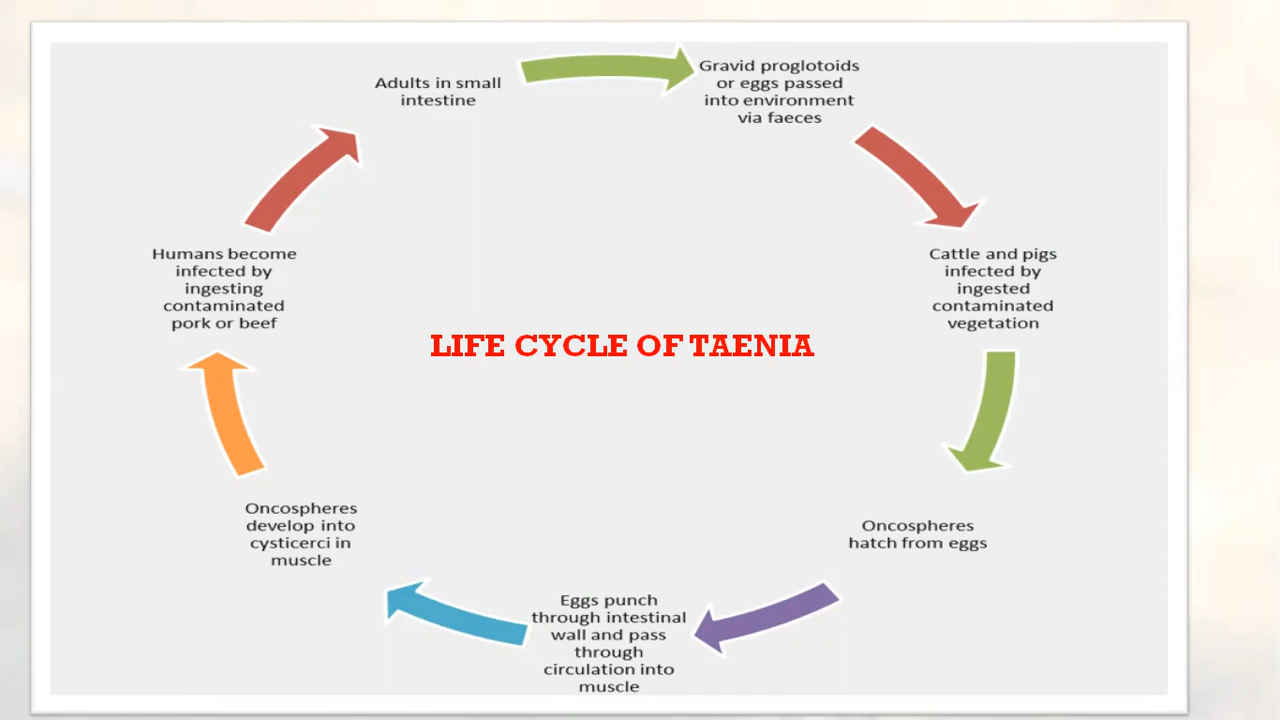 Adults in small
intestine
Gravid proglotoids
or eggs passed
into environment
via faeces
Cattle and pigs
infected by
ingested
contaminated
vegetation
Oncospheres
hatch from eggs
Eggs punch
through intestinal
wall and pass
through
circulation into
muscle
Oncospheres
develop into
cysticerci in
muscle
Humans become
infected by
ingesting
contaminated
pork or beef
LIFE CYCLE OF TAENIA